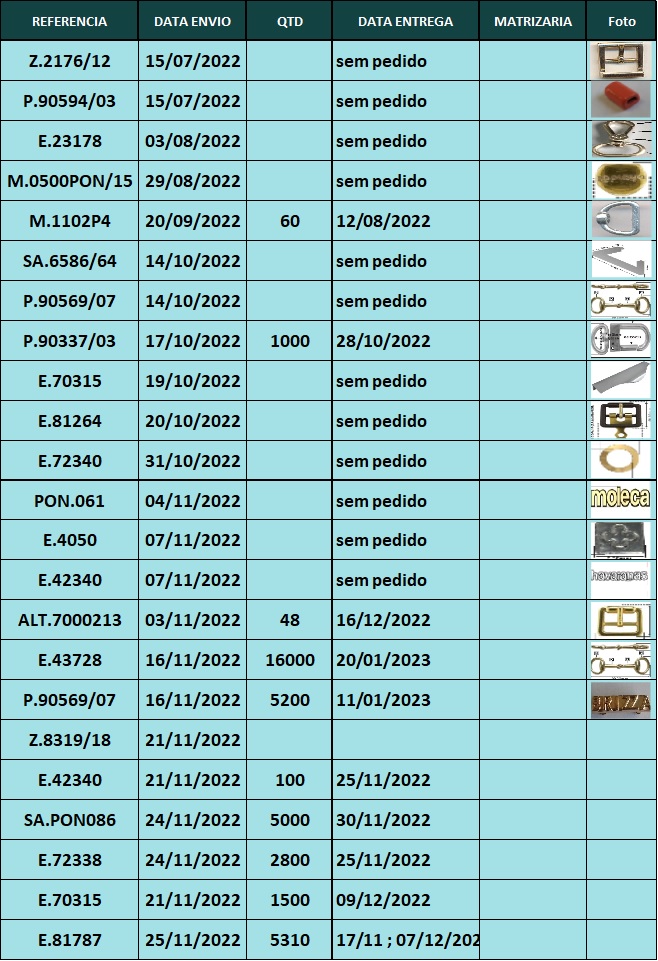 REFERENCIA DATA ENVIO QTD DATA ENTREGA MATRIZARIA Foto
Z.2176/12 15/07/2022 sem pedido
P.90594/03 15/07/2022 sem pedido
E.23178 03/08/2022 sem pedido
M.0500PON/15 29/08/2022 sem pedido
M.1102P4 20/09/2022 60 12/08/2022
SA.6586/64 14/10/2022 sem pedido
P.90569/07 14/10/2022 sem pedido
P.90337/03 17/10/2022 1000 28/10/2022
E.70315 19/10/2022 sem pedido
E.81264 20/10/2022 sem pedido
E.72340 31/10/2022 sem pedido
PON.061 04/11/2022 sem pedido moleca
E.4050 07/11/2022 sem pedido
E.42340 07/11/2022 sem pedido havaianas
ALT.7000213 03/11/2022 48 16/12/2022
E.43728 16/11/2022 16000 20/01/2023
P.90569/07 16/11/2022 5200 11/01/2023
Z.8319/18 21/11/2022
E.42340 21/11/2022 100 25/11/2022
SA.PON086 24/11/2022 5000 30/11/2022
E.72338 24/11/2022 2800 25/11/2022
E.70315 21/11/2022 1500 09/12/2022
E.81787 25/11/2022 5310 17/11 ; 07/12/202